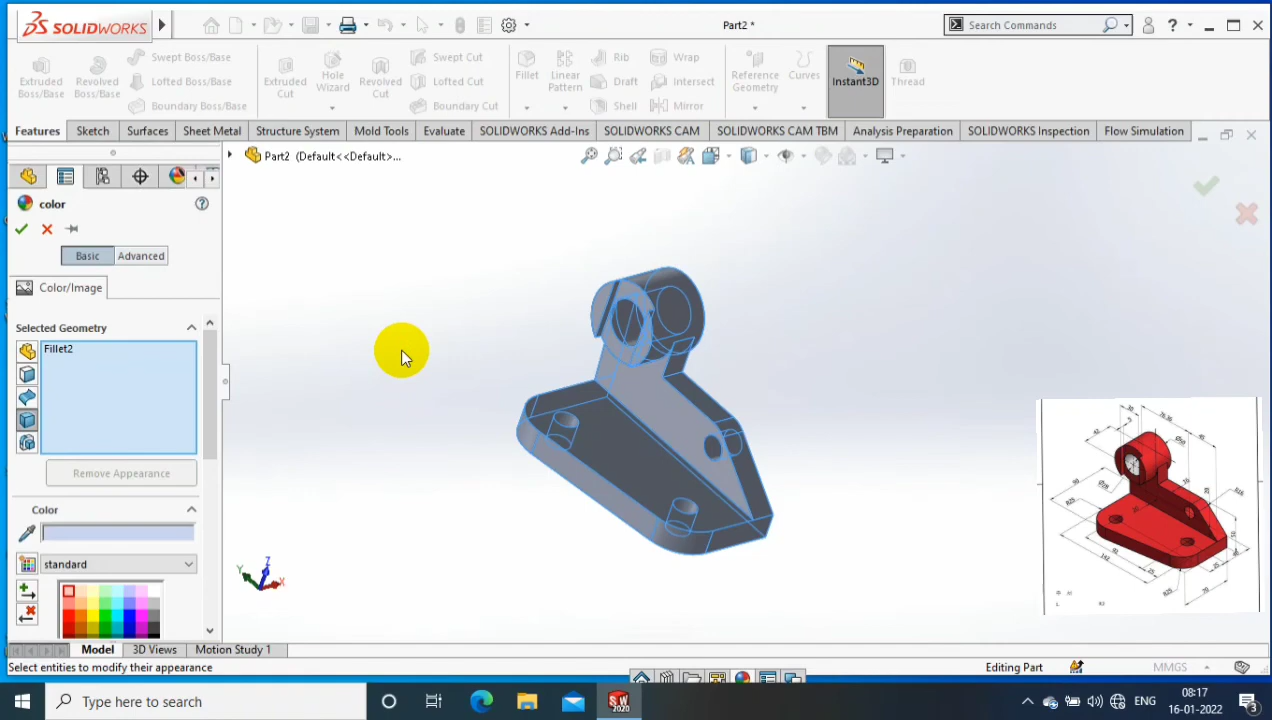 SOLIDWORKS
Part2 *
Search Commands
Extruded Boss/Base
Revolved Boss/Base
Swept Boss/Base
Lofted Boss/Base
Boundary Boss/Base
Extruded Cut
Hole Wizard
Revolved Cut
Swept Cut
Lofted Cut
Boundary Cut
Fillet
Linear Pattern
Rib
Draft
Shell
Wrap
Intersect
Mirror
Reference Geometry
Curves
Instant3D
Thread
Features Sketch Surfaces Sheet Metal Structure System Mold Tools Evaluate SOLIDWORKS Add-Ins SOLIDWORKS CAM SOLIDWORKS CAM TBM Analysis Preparation SOLIDWORKS Inspection Flow Simulation
Part2 (Default<<Default>...
color
Basic Advanced
Color/Image
Selected Geometry
Fillet2
Remove Appearance
Color
standard
Z
Y
X
Model 3D Views Motion Study 1
Select entities to modify their appearance
Editing Part
MMGS
Type here to search
SW
2020
ENG
08:17
16-01-2022
3